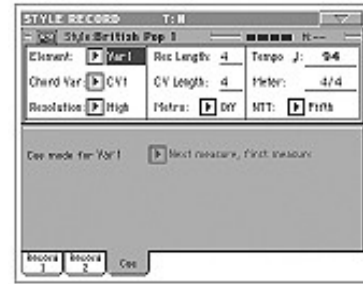 STYLE RECORD T:
Style:British Pop 1
Element: Var1 Rec Length: 4 Tempo ♩: 94
Chord Var: CV1 CV Length: 4 Meter: 4/4
Resolution: High Metro: Off NTT: Fifth
Cue mode for Var1 Next measure, first measure
Record 1 Record 2 Cue